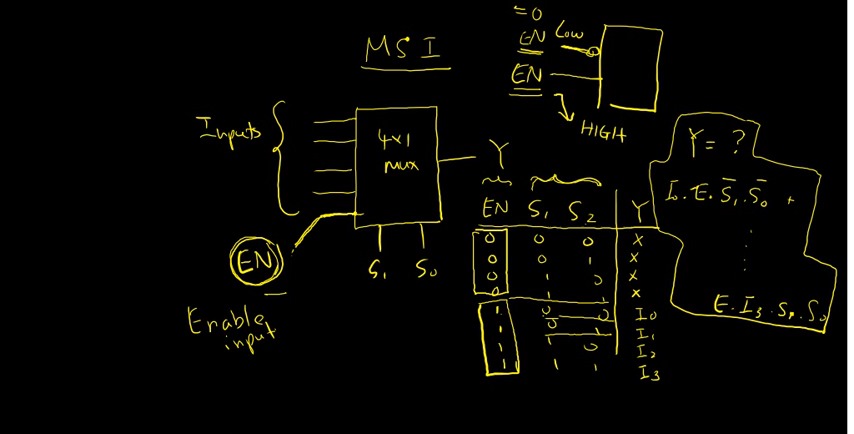 MSI
=0
EN Low
EN
HIGH
Inputs
4x1
mux
Y
S₁ S₀
EN
Enable
input
EN S₁ S₂ Y
0 0 0 X
0 0 1 X
0 1 0 X
0 1 1 X
1 0 0 I₀
1 0 1 I₁
1 1 0 I₂
1 1 1 I₃
Y = ?
I₀.E.S̅₁.S̅₀ +
E.I₃.S₁.S₀